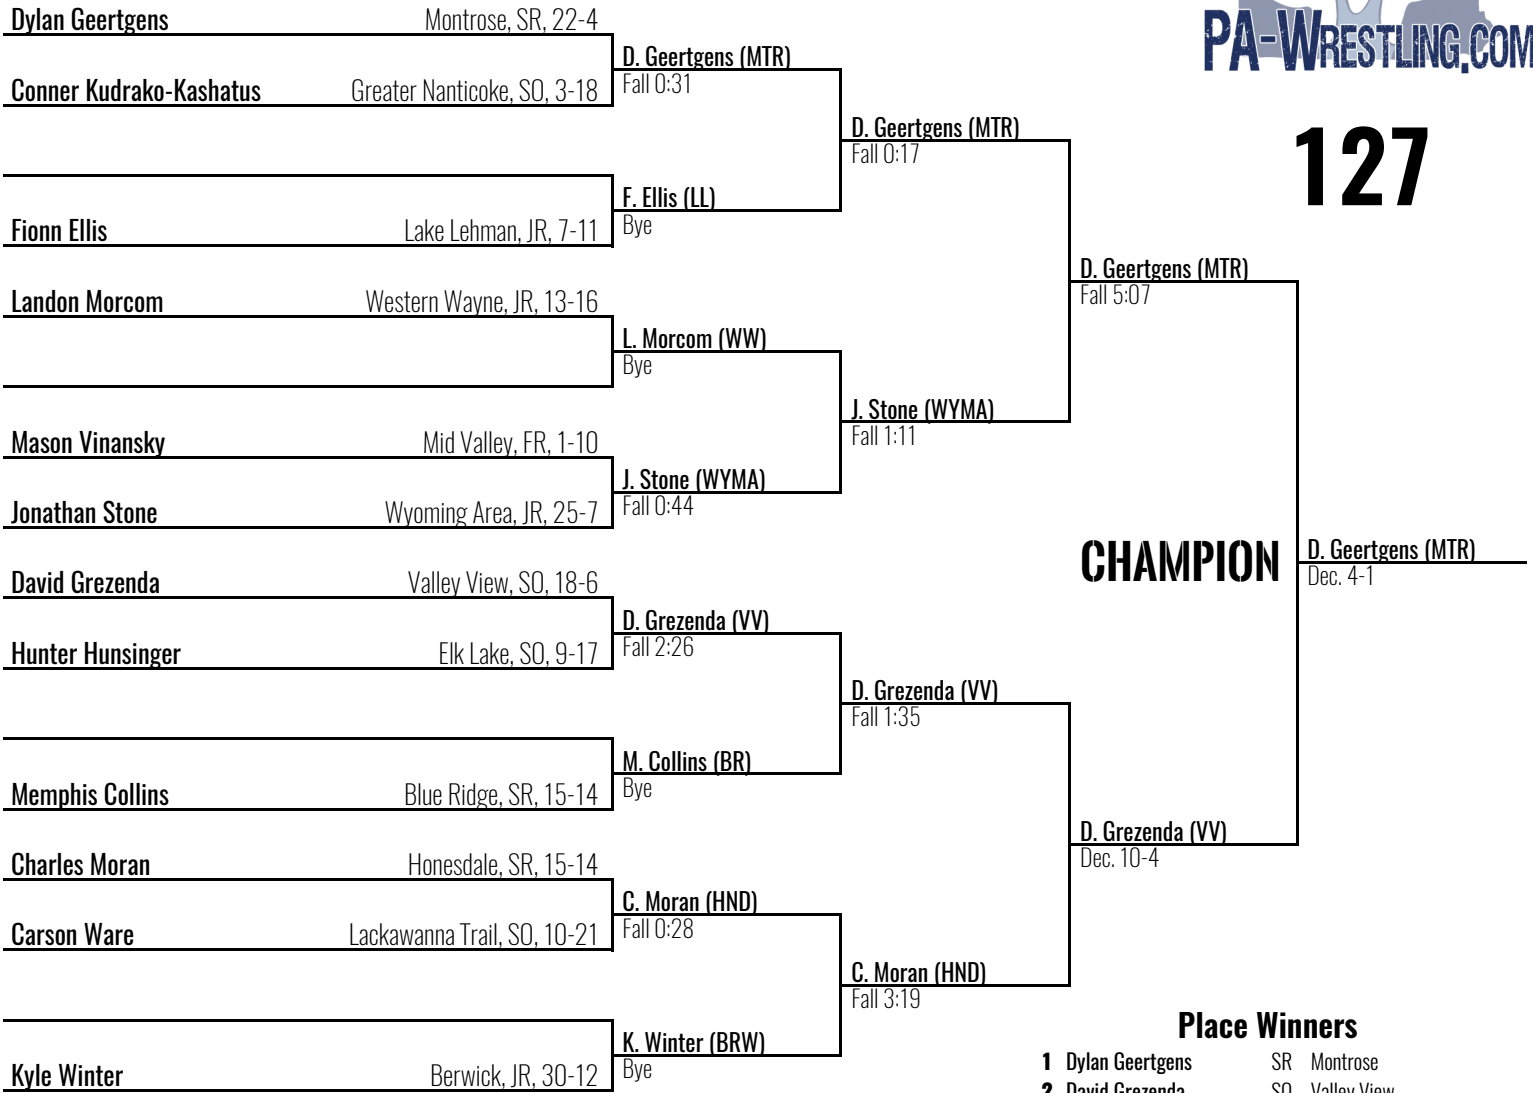 PA-WRESTLING.COM
127
Dylan Geertgens Montrose, SR, 22-4
D. Geertgens (MTR)
Fall 0:31
Conner Kudrako-Kashatus Greater Nanticoke, SO, 3-18
D. Geertgens (MTR)
Fall 0:17
F. Ellis (LL)
Bye
Fionn Ellis Lake Lehman, JR, 7-11
D. Geertgens (MTR)
Fall 5:07
Landon Morcom Western Wayne, JR, 13-16
L. Morcom (WW)
Bye
J. Stone (WYMA)
Fall 1:11
Mason Vinansky Mid Valley, FR, 1-10
J. Stone (WYMA)
Fall 0:44
Jonathan Stone Wyoming Area, JR, 25-7
CHAMPION
D. Geertgens (MTR)
Dec. 4-1
David Grezenda Valley View, SO, 18-6
D. Grezenda (VV)
Fall 2:26
Hunter Hunsinger Elk Lake, SO, 9-17
D. Grezenda (VV)
Fall 1:35
M. Collins (BR)
Bye
Memphis Collins Blue Ridge, SR, 15-14
D. Grezenda (VV)
Dec. 10-4
Charles Moran Honesdale, SR, 15-14
C. Moran (HND)
Fall 0:28
Carson Ware Lackawanna Trail, SO, 10-21
C. Moran (HND)
Fall 3:19
K. Winter (BRW)
Bye
Kyle Winter Berwick, JR, 30-12
Place Winners
1 Dylan Geertgens SR Montrose
2 David Grezenda SO Valley View